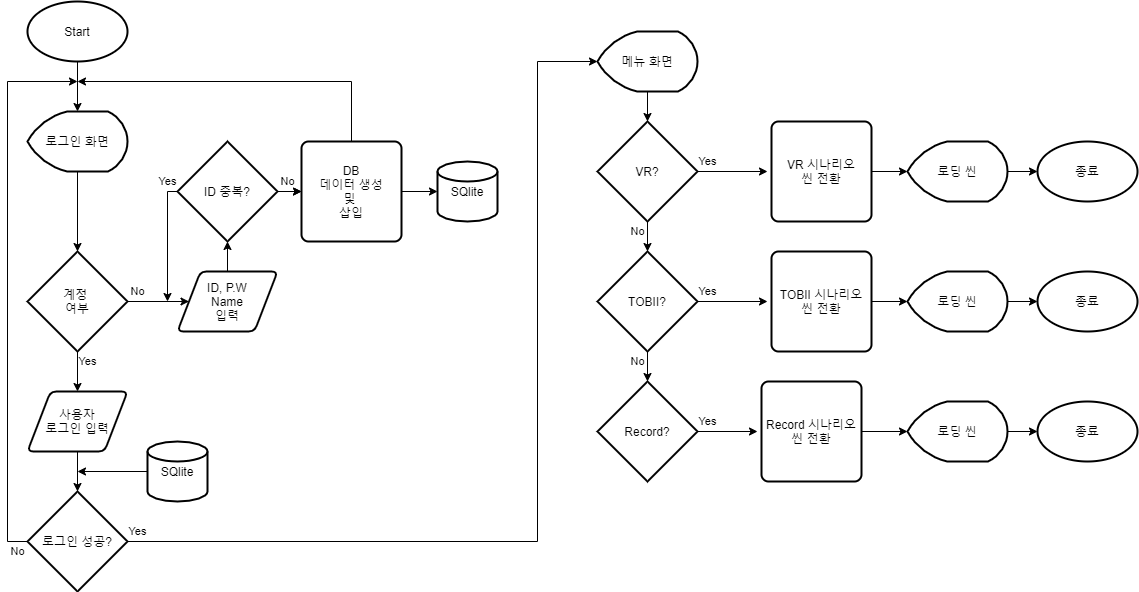 Start
로그인 화면
계정
여부
No
Yes
ID, P.W
Name
입력
Yes
ID 중복?
No
DB
데이터 생성
및
삽입
SQlite
사용자
로그인 입력
SQlite
로그인 성공?
No
Yes
메뉴 화면
VR?
Yes
VR 시나리오
씬 전환
로딩 씬
종료
No
TOBII?
Yes
TOBII 시나리오
씬 전환
로딩 씬
종료
No
Record?
Yes
Record 시나리오
씬 전환
로딩 씬
종료